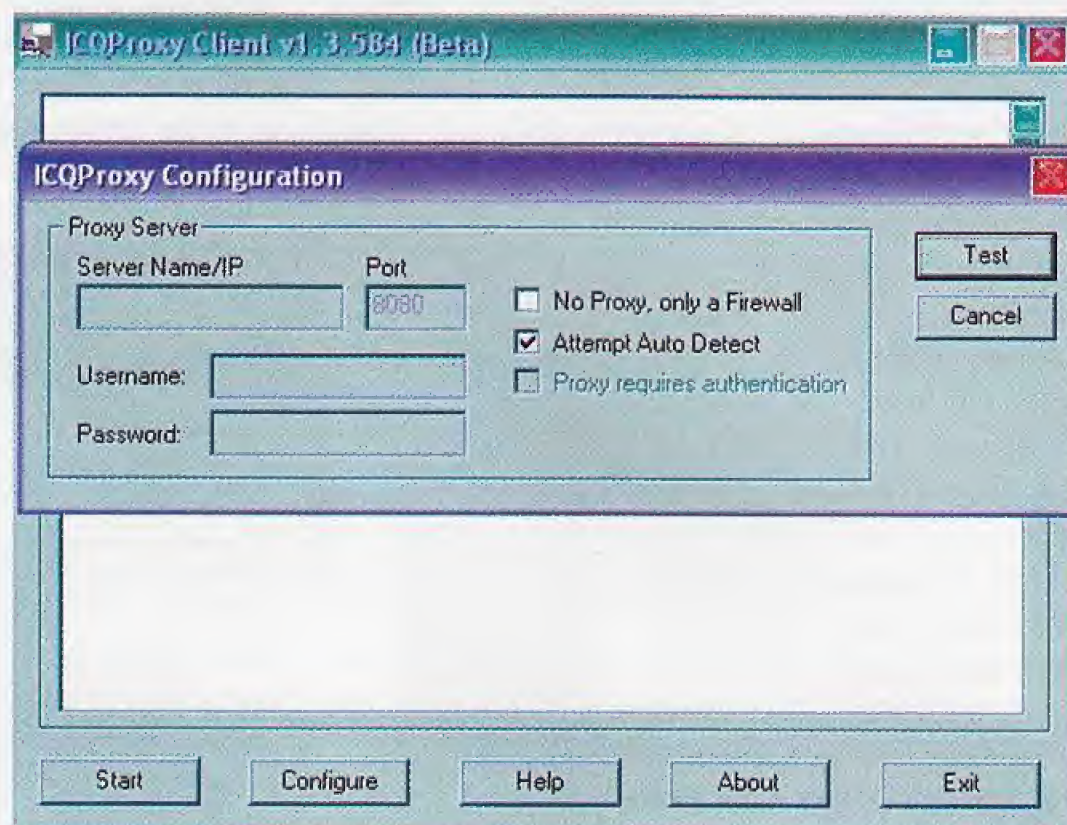 ICQProxy Client v1.3.584 (Beta)
ICQProxy Configuration
Proxy Server
Server Name/IP Port
8080
No Proxy, only a Firewall
Attempt Auto Detect
Proxy requires authentication
Username:
Password:
Test
Cancel
Start Configure Help About Exit